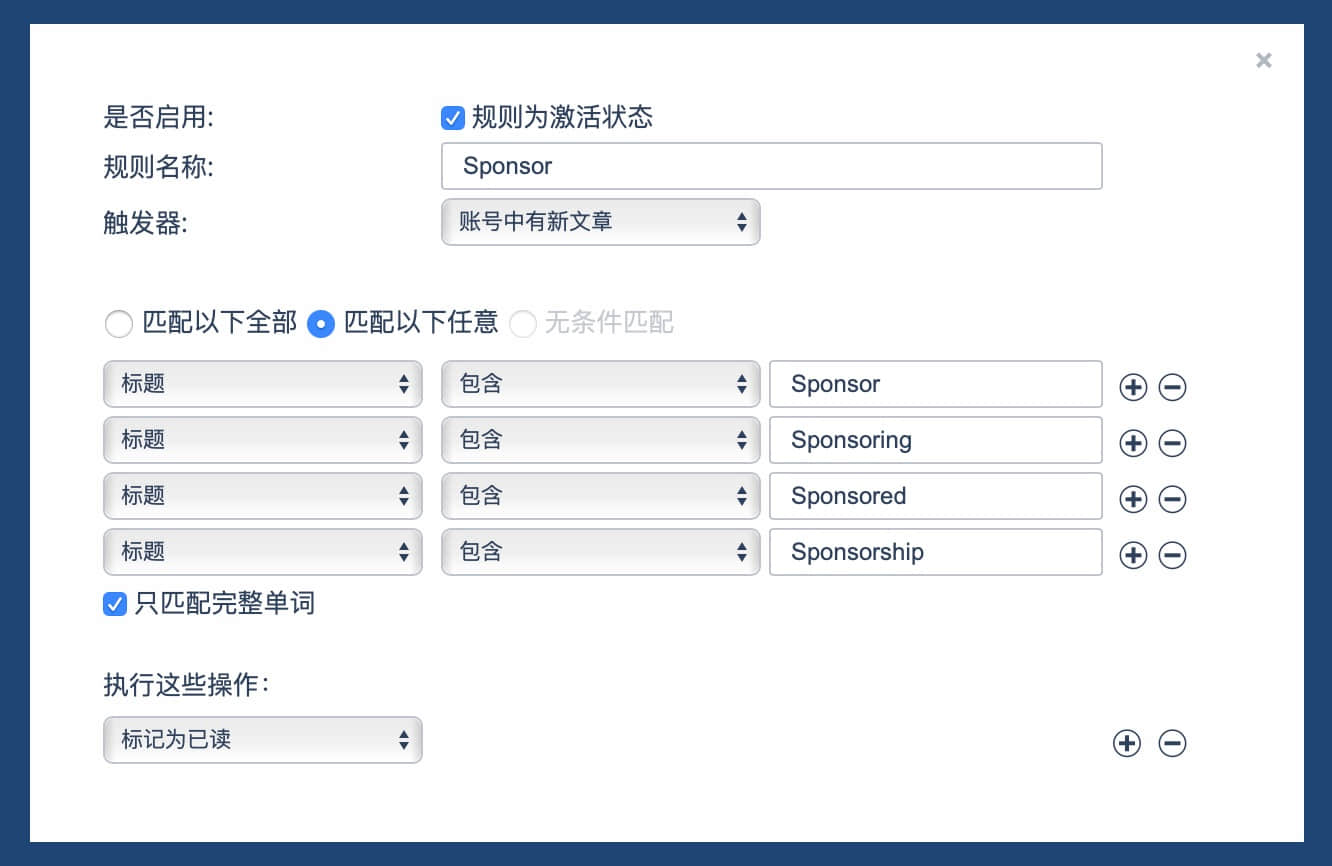 ×
是否启用: 规则为激活状态
规则名称: Sponsor
触发器: 账号中有新文章
匹配以下全部 匹配以下任意 无条件匹配
标题 包含 Sponsor
标题 包含 Sponsoring
标题 包含 Sponsored
标题 包含 Sponsorship
只匹配完整单词
执行这些操作:
标记为已读